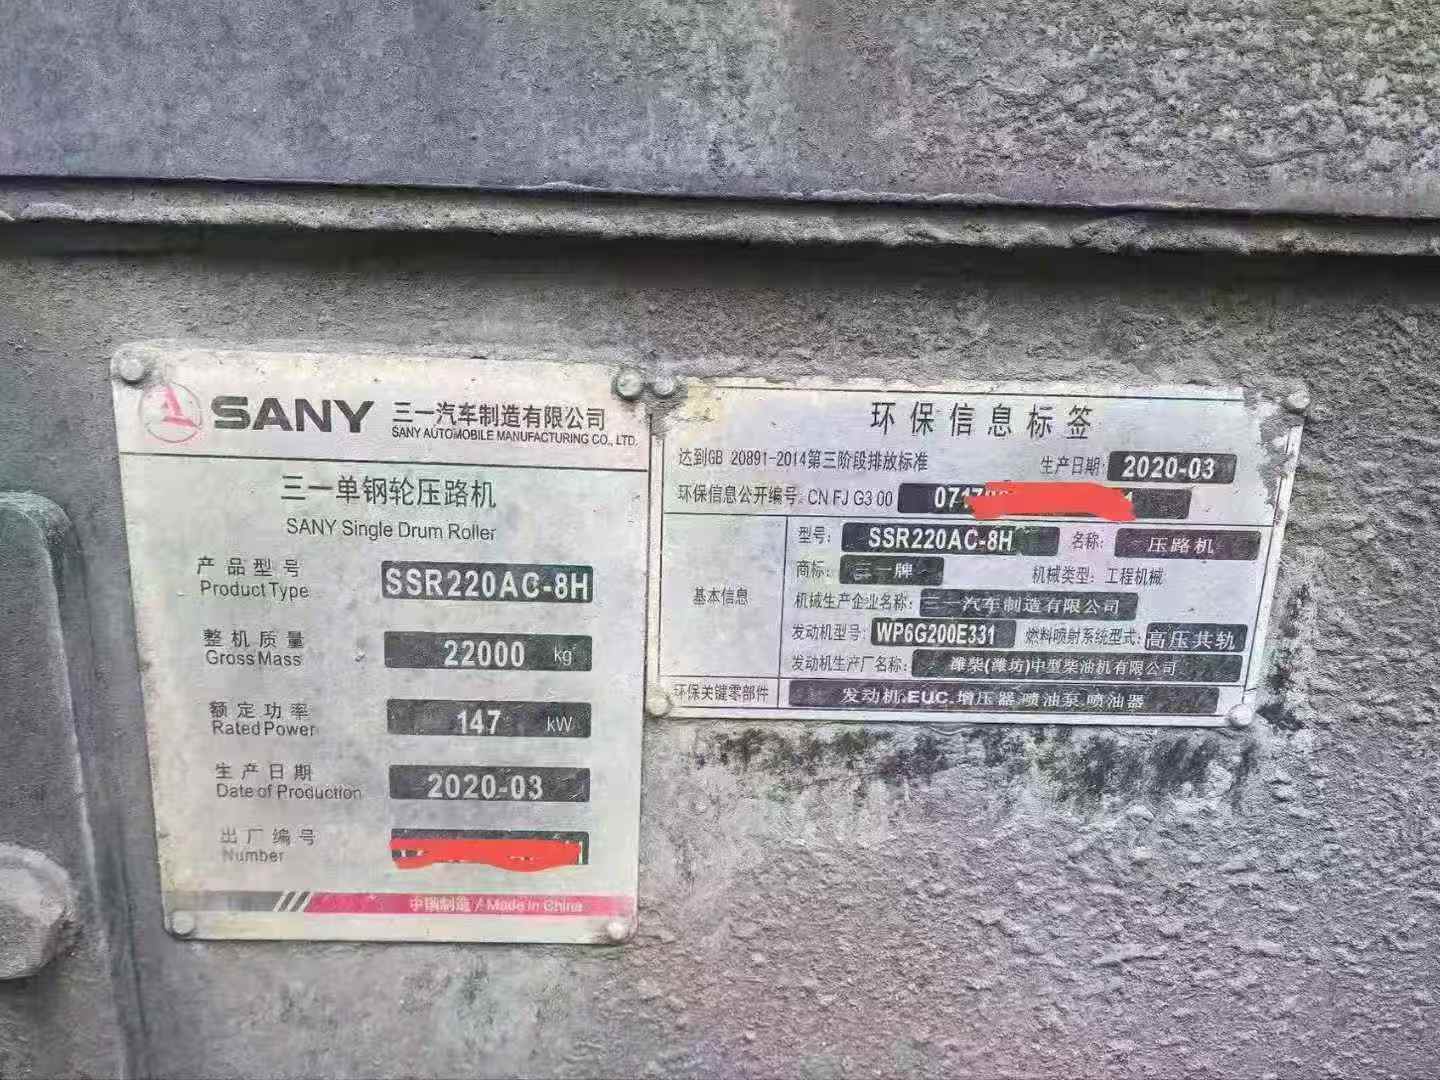 SANY 三一汽车制造有限公司
SANY AUTOMOBILE MANUFACTURING CO., LTD.
三一单钢轮压路机
SANY Single Drum Roller
产品型号 SSR220AC-8H
Product Type
整机质量 22000 kg
Gross Mass
额定功率 147 kW
Rated Power
生产日期 2020-03
Date of Production
出厂编号
Number
中国制造 / Made in China
环保信息标签
达到GB 20891-2014第三阶段排放标准 生产日期: 2020-03
环保信息公开编号: CN FJ G3 00 0717
基本信息
型号: SSR220AC-8H 名称: 压路机
商标: 三一牌 机械类型: 工程机械
机械生产企业名称: 三一汽车制造有限公司
发动机型号: WP6G200E331 燃料喷射系统型式: 高压共轨
发动机生产厂名称: 潍柴(潍坊)中型柴油机有限公司
环保关键零部件 发动机.EUC.增压器.喷油泵.喷油器